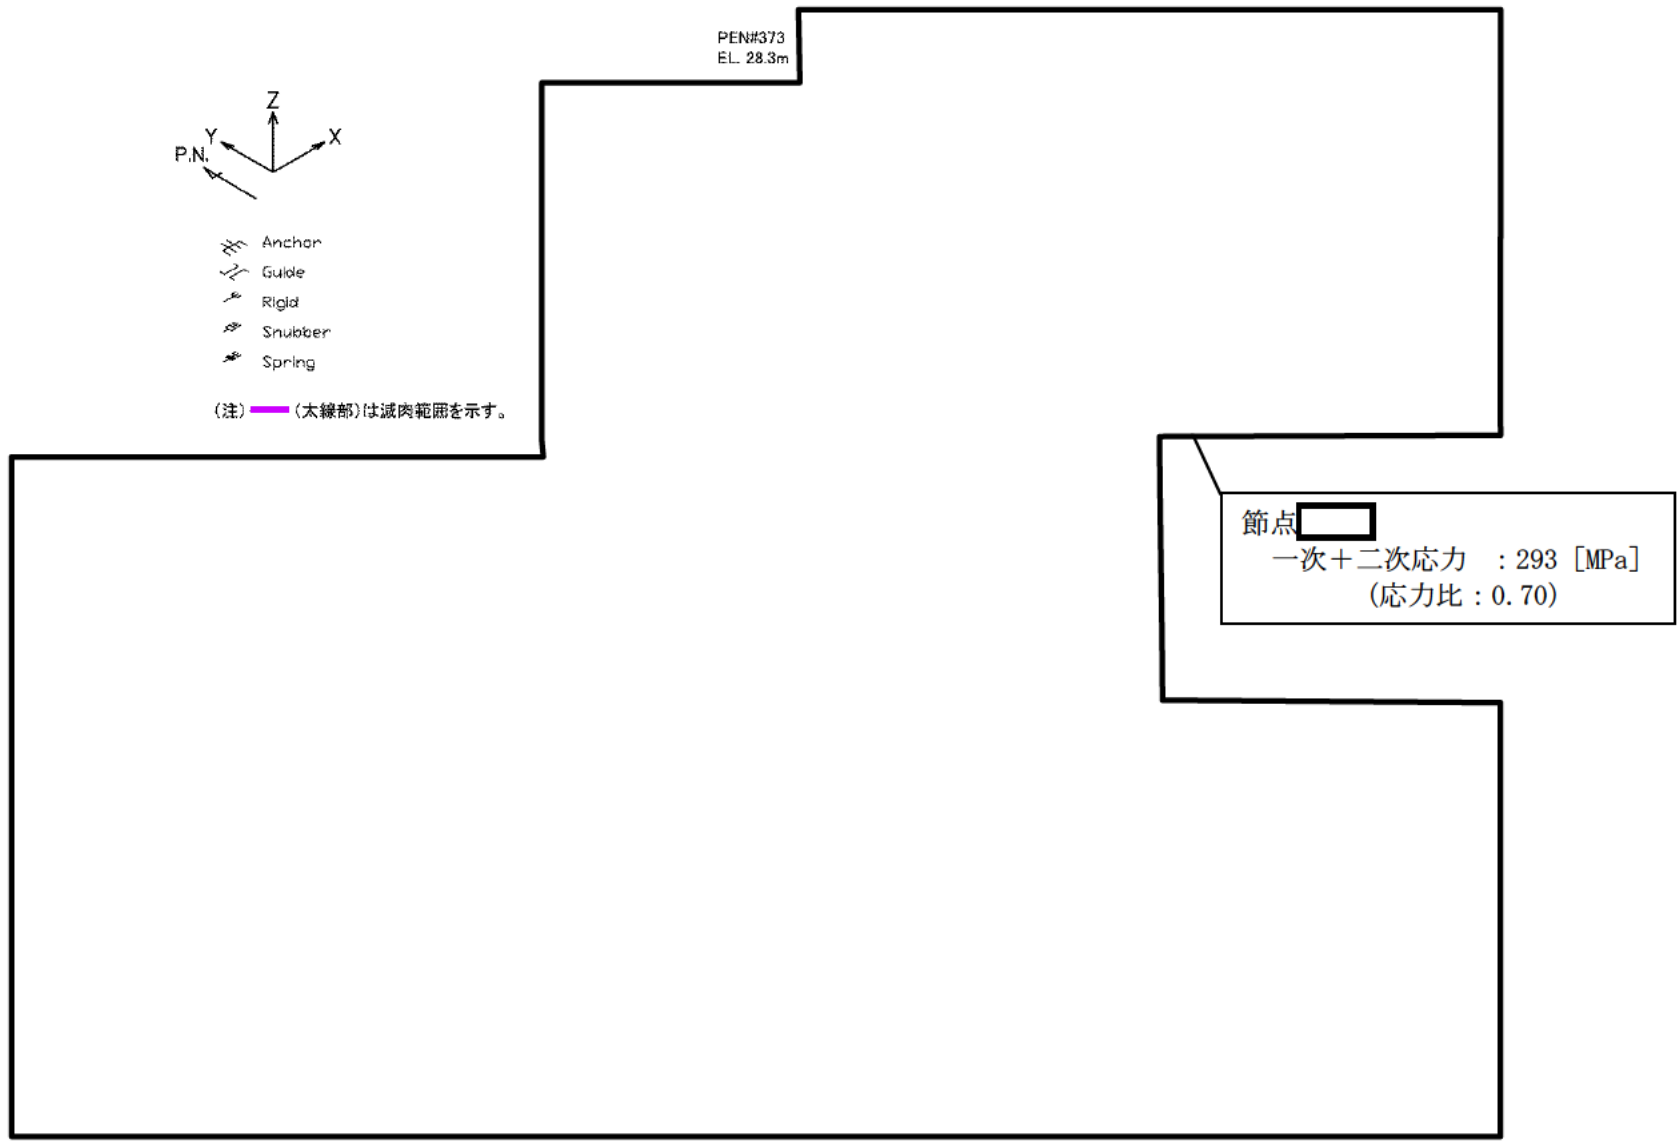 PEN#373
EL. 28.3m
Z
Y
X
P.N.
Anchor
Guide
Rigid
Snubber
Spring
(注) (太線部)は減肉範囲を示す。
節点
一次＋二次応力 ：293 [MPa]
(応力比：0.70)